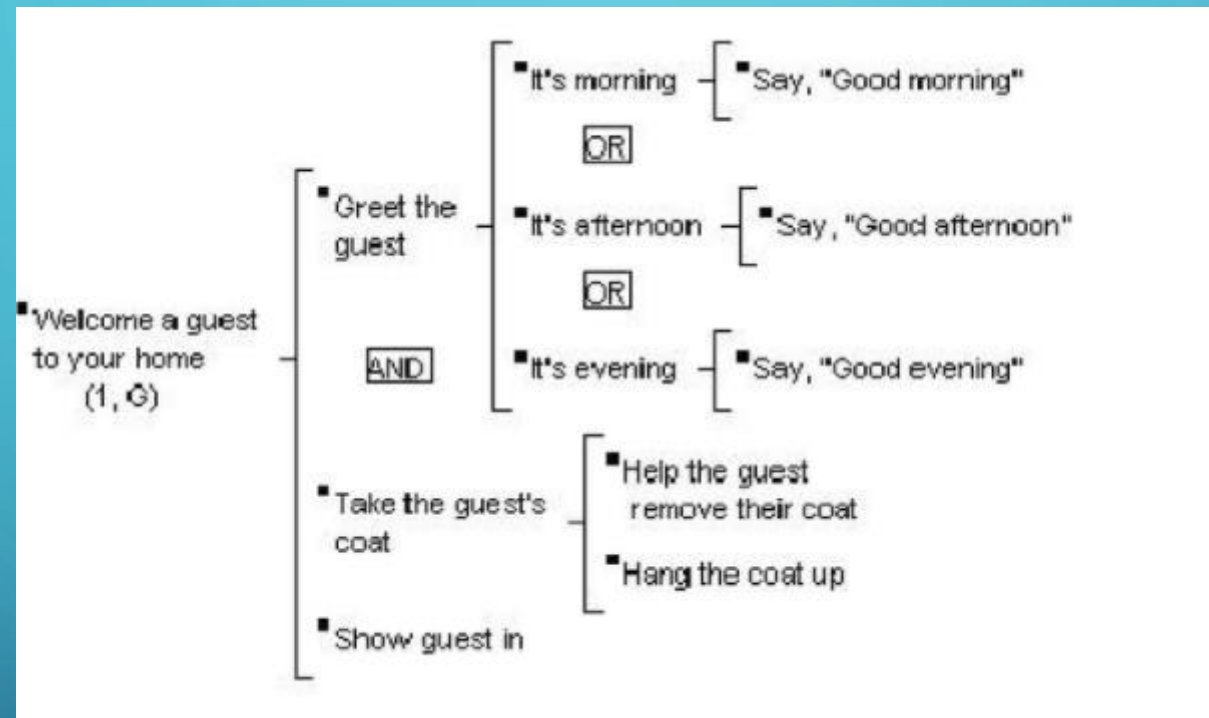 It's morning
Say, "Good morning"
OR
Greet the
guest
It's afternoon
Say, "Good afternoon"
OR
Welcome a guest
to your home
(1, G)
AND
It's evening
Say, "Good evening"
Take the guest's
coat
Help the guest
remove their coat
Hang the coat up
Show guest in